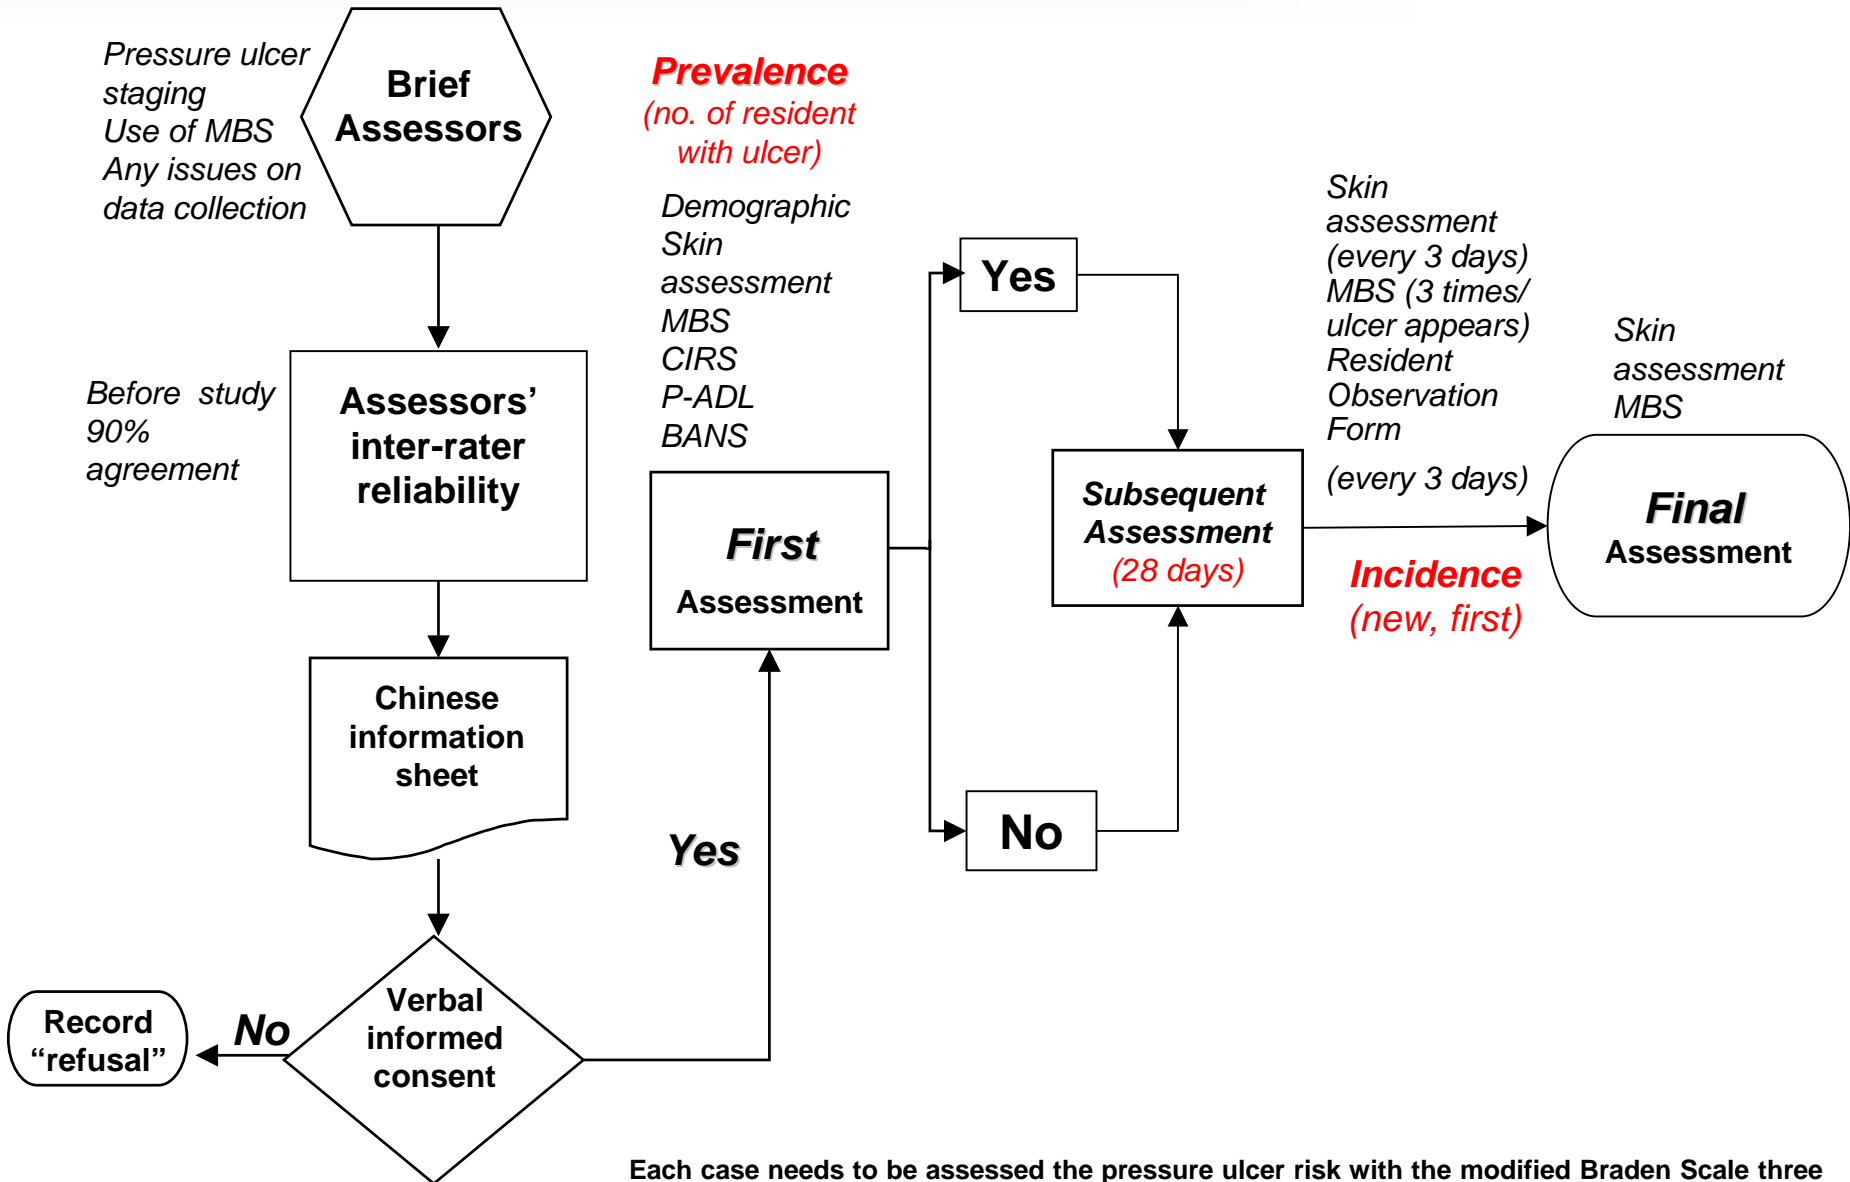 Pressure ulcer
staging
Use of MBS
Any issues on
data collection
Brief
Assessors
Before study
90%
agreement
Assessors’
inter-rater
reliability
Chinese
information
sheet
Verbal
informed
consent
No
Record
“refusal”
Yes
Prevalence
(no. of resident
with ulcer)
Demographic
Skin
assessment
MBS
CIRS
P-ADL
BANS
First
Assessment
Yes
No
Subsequent
Assessment
(28 days)
Skin
assessment
(every 3 days)
MBS (3 times/
ulcer appears)
Resident
Observation
Form
(every 3 days)
Incidence
(new, first)
Skin
assessment
MBS
Final
Assessment
Each case needs to be assessed the pressure ulcer risk with the modified Braden Scale three